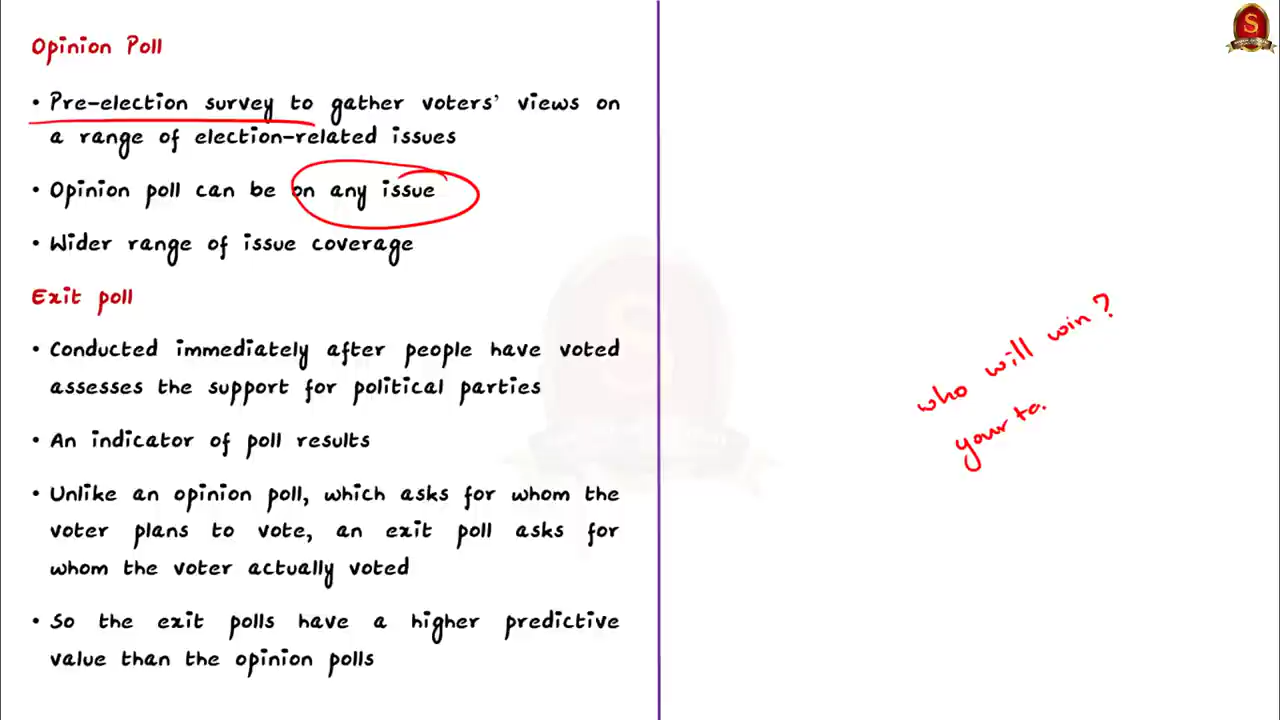 Opinion Poll
• Pre-election survey to gather voters' views on
a range of election-related issues
• Opinion poll can be on any issue
• Wider range of issue coverage
Exit poll
• Conducted immediately after people have voted
assesses the support for political parties
• An indicator of poll results
• Unlike an opinion poll, which asks for whom the
voter plans to vote, an exit poll asks for
whom the voter actually voted
• So the exit polls have a higher predictive
value than the opinion polls
S
who will win?
your to.